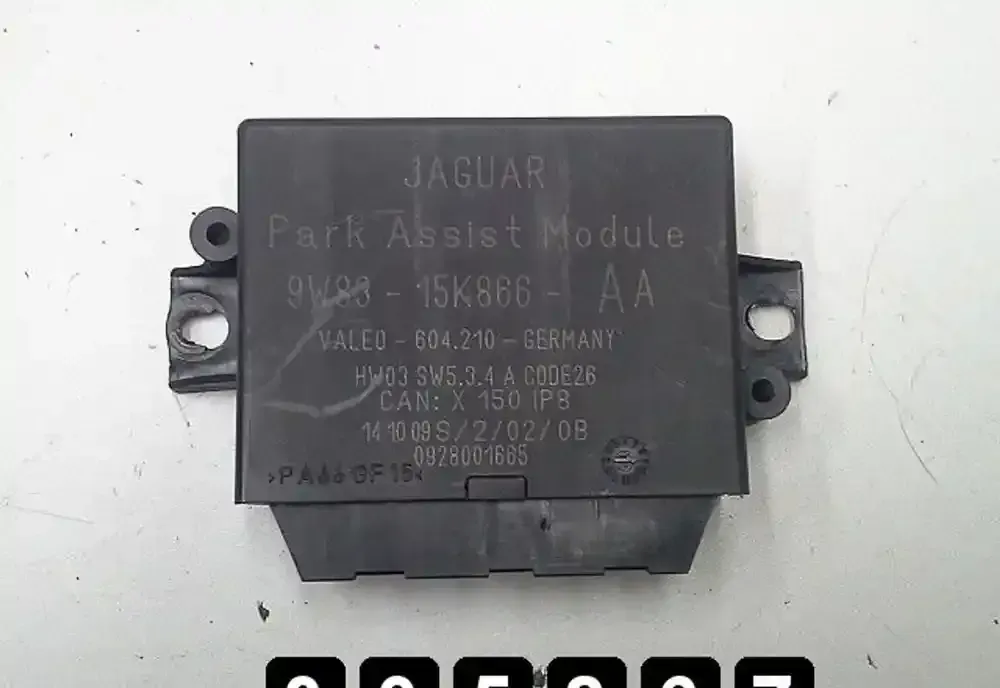 JAGUAR
Park Assist Module
9W83 - 15K866 - AA
VALEO - 604.210 - GERMANY
HW03 SW5.3.4 A CODE26
CAN: X 150 IP8
14 10 09 S/2/02/0B
0928001665
>PA66 GF15<